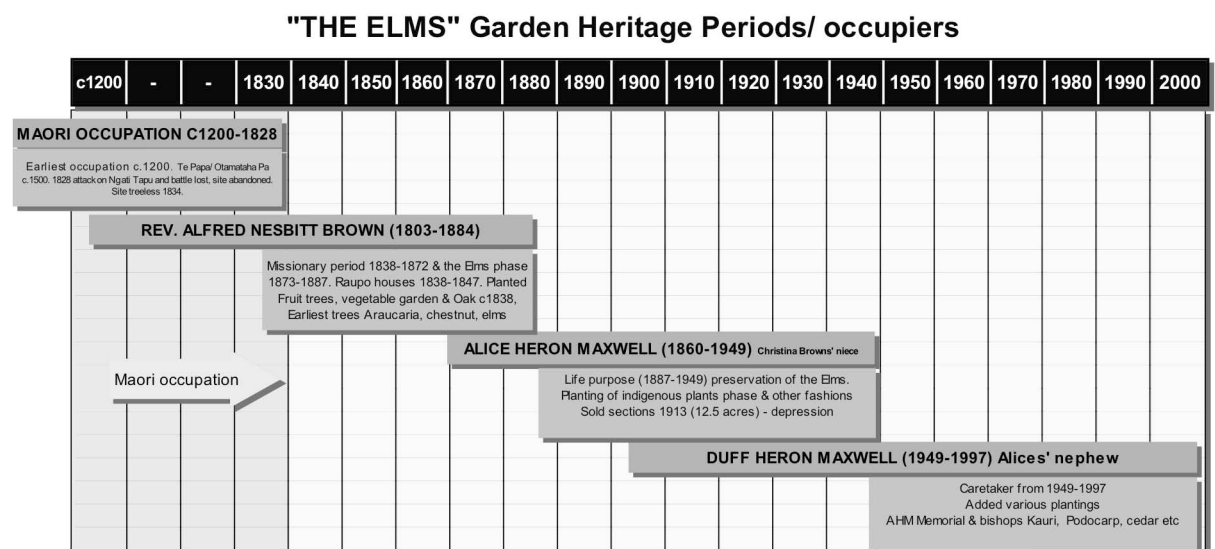 "THE ELMS" Garden Heritage Periods/ occupiers
c1200 - - 1830 1840 1850 1860 1870 1880 1890 1900 1910 1920 1930 1940 1950 1960 1970 1980 1990 2000
MAORI OCCUPATION C1200-1828
Earliest occupation c.1200. Te Papa/ Otamataha Pa
c.1500. 1828 attack on Ngati Tapu and battle lost, site abandoned.
Site treeless 1834.
REV. ALFRED NESBITT BROWN (1803-1884)
Missionary period 1838-1872 & the Elms phase
1873-1887. Raupo houses 1838-1847. Planted
Fruit trees, vegetable garden & Oak c1838,
Earliest trees Araucaria, chestnut, elms
ALICE HERON MAXWELL (1860-1949) Christina Browns' niece
Maori occupation
Life purpose (1887-1949) preservation of the Elms.
Planting of indigenous plants phase & other fashions
Sold sections 1913 (12.5 acres) - depression
DUFF HERON MAXWELL (1949-1997) Alices' nephew
Caretaker from 1949-1997
Added various plantings
AHM Memorial & bishops Kauri, Podocarp, cedar etc